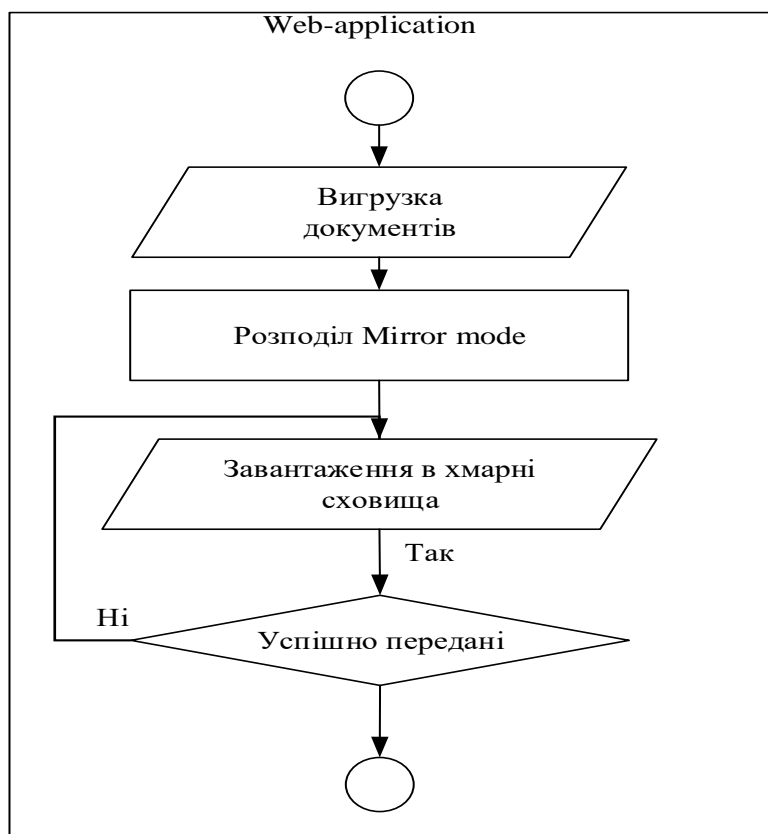 Web-application
Вигрузка
документів
Розподіл Mirror mode
Завантаження в хмарні
сховища
Так
Ні
Успішно передані